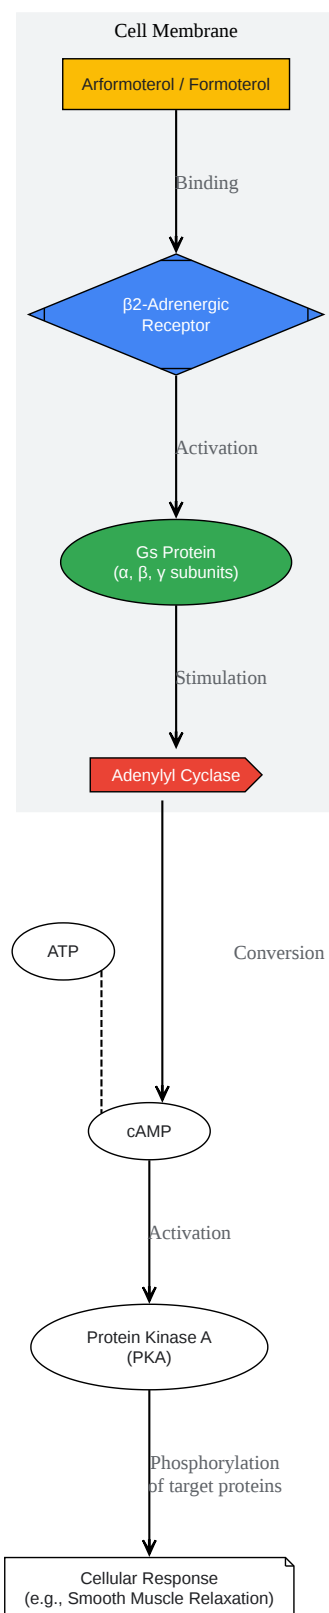 Cell Membrane
Arformoterol / Formoterol
Binding
β2-Adrenergic
Receptor
Activation
Gs Protein
(α, β, γ subunits)
Stimulation
Adenylyl Cyclase
ATP
Conversion
cAMP
Activation
Protein Kinase A
(PKA)
Phosphorylation
of target proteins
Cellular Response
(e.g., Smooth Muscle Relaxation)